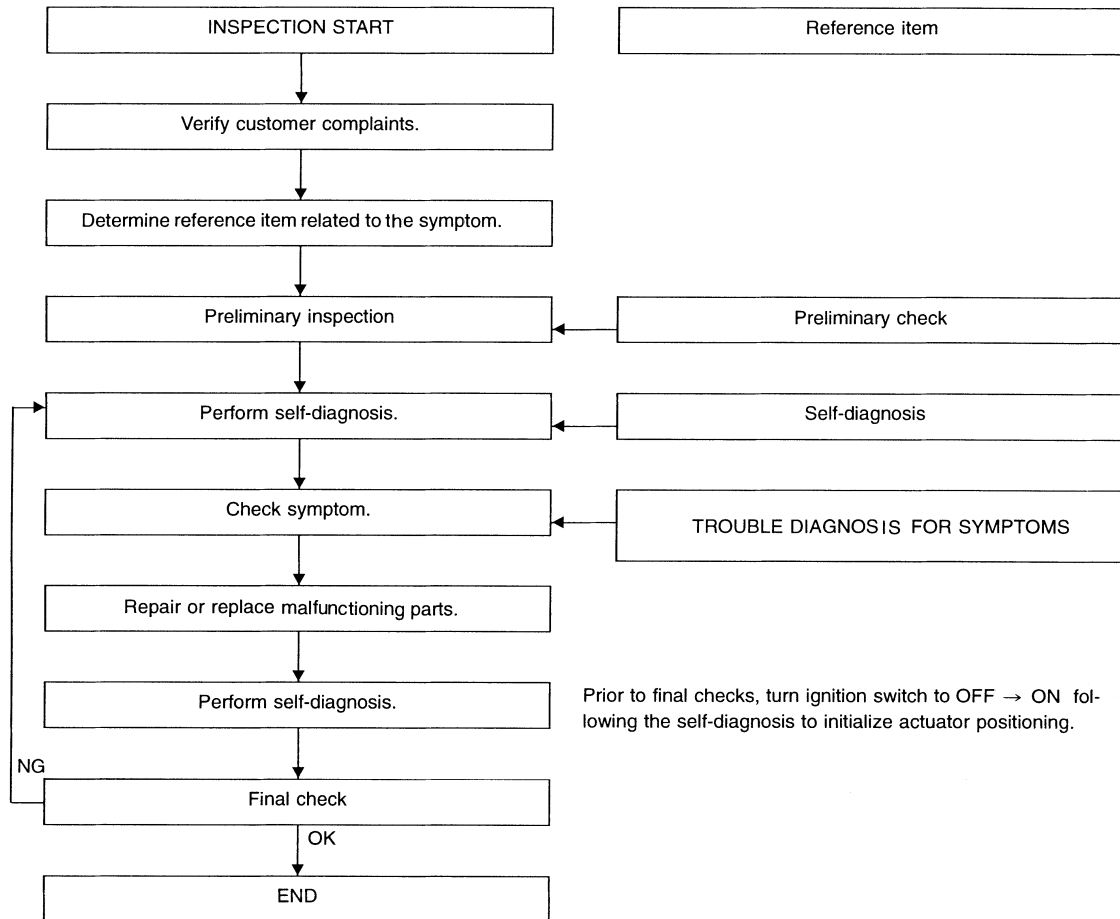 INSPECTION START
Reference item
Verify customer complaints.
Determine reference item related to the symptom.
Preliminary inspection
Preliminary check
Perform self-diagnosis.
Self-diagnosis
Check symptom.
TROUBLE DIAGNOSIS FOR SYMPTOMS
Repair or replace malfunctioning parts.
Perform self-diagnosis.
Prior to final checks, turn ignition switch to OFF → ON fol-
lowing the self-diagnosis to initialize actuator positioning.
NG
Final check
OK
END